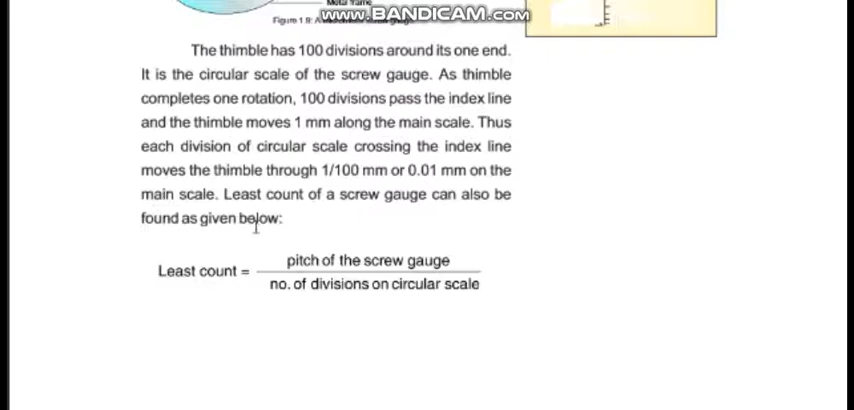 www.BANDICAM.com
Figure 1.9: A
The thimble has 100 divisions around its one end.
It is the circular scale of the screw gauge. As thimble
completes one rotation, 100 divisions pass the index line
and the thimble moves 1 mm along the main scale. Thus
each division of circular scale crossing the index line
moves the thimble through 1/100 mm or 0.01 mm on the
main scale. Least count of a screw gauge can also be
found as given below:
pitch of the screw gauge
Least count =
no. of divisions on circular scale